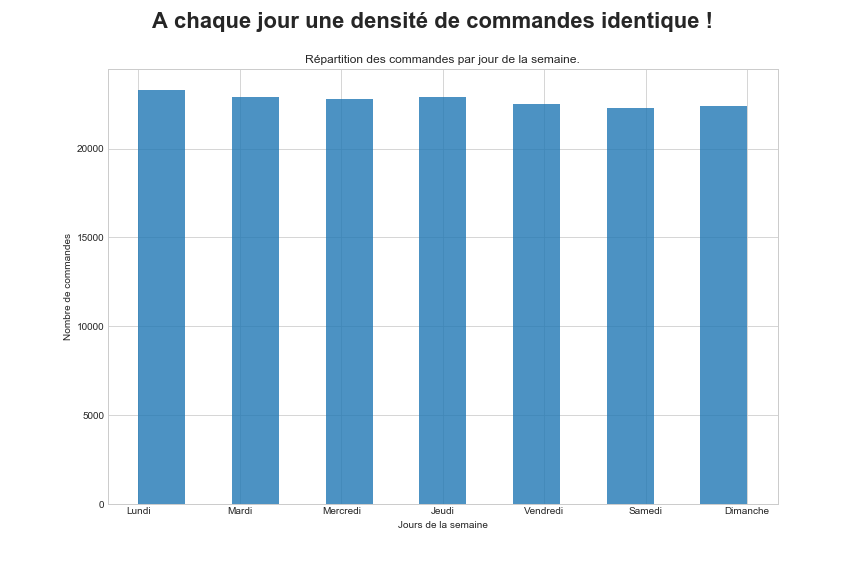 A chaque jour une densité de commandes identique !
Répartition des commandes par jour de la semaine.
20000
15000
10000
5000
0
Nombre de commandes
Lundi Mardi Mercredi Jeudi Vendredi Samedi Dimanche
Jours de la semaine